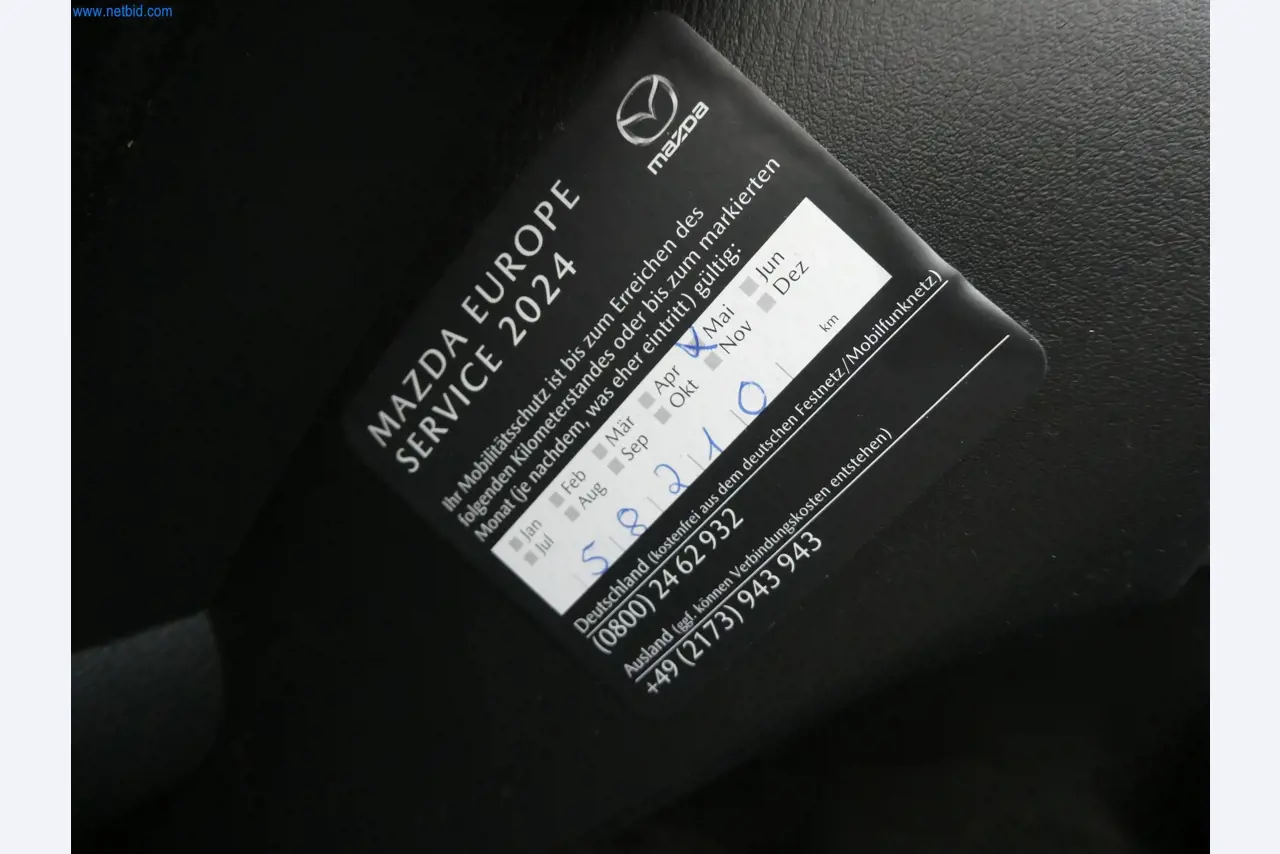 www.netbid.com
mazda
MAZDA EUROPE
SERVICE 2024
Ihr Mobilitätsschutz ist bis zum Erreichen des
folgenden Kilometerstandes oder bis zum markierten
Monat (je nachdem, was eher eintritt) gültig:
Jan Feb Mär Apr Mai Jun
Jul Aug Sep Okt Nov Dez
58210 km
Deutschland (kostenfrei aus dem deutschen Festnetz/Mobilfunknetz)
(0800) 24 62 932
Ausland (ggf. können Verbindungskosten entstehen)
+49 (2173) 943 943